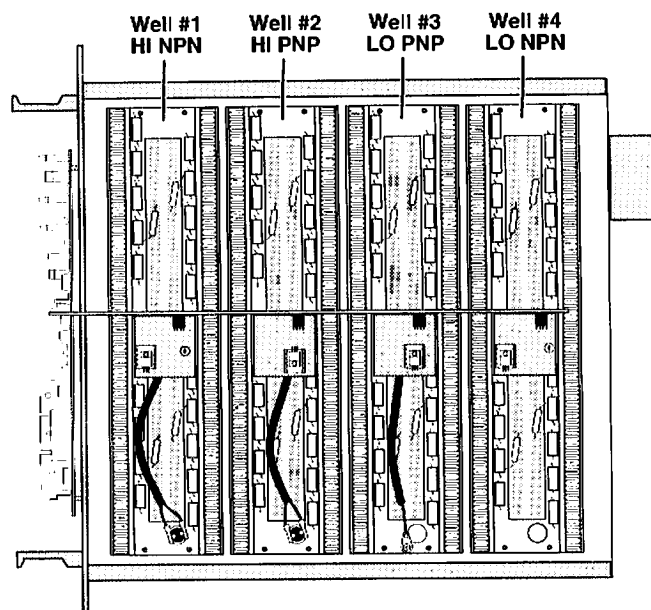 Well #1
HI NPN
Well #2
HI PNP
Well #3
LO PNP
Well #4
LO NPN